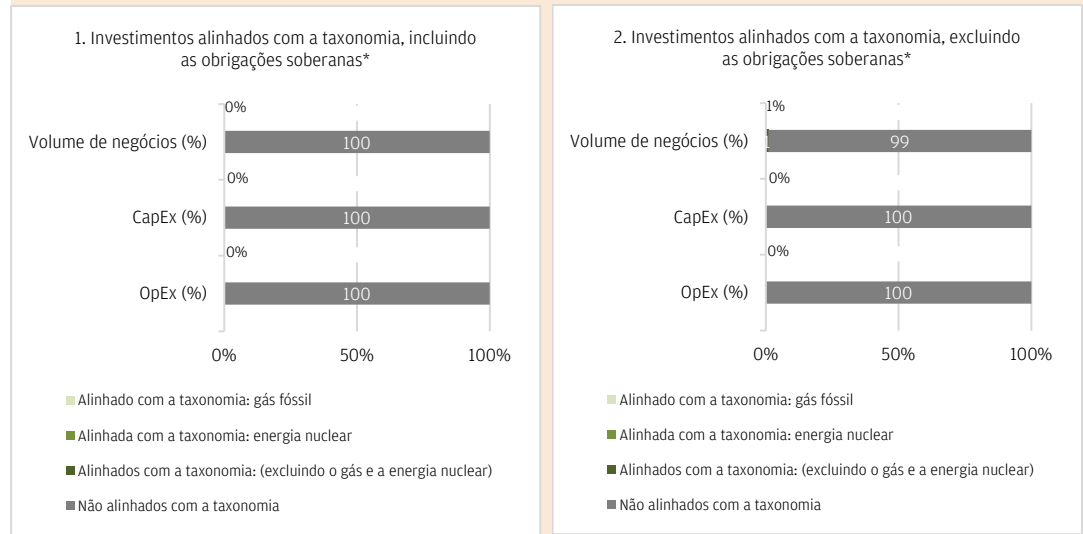 1. Investimentos alinhados com a taxonomia, incluindo
as obrigações soberanas*
0%
Volume de negócios (%)
100
0%
CapEx (%)
100
0%
OpEx (%)
100
0%
50%
100%
Alinhado com a taxonomia: gás fóssil
Alinhada com a taxonomia: energia nuclear
Alinhados com a taxonomia: (excluindo o gás e a energia nuclear)
Não alinhados com a taxonomia
2. Investimentos alinhados com a taxonomia, excluindo
as obrigações soberanas*
1%
Volume de negócios (%)
1
99
0%
CapEx (%)
100
0%
OpEx (%)
100
0%
50%
100%
Alinhado com a taxonomia: gás fóssil
Alinhada com a taxonomia: energia nuclear
Alinhados com a taxonomia: (excluindo o gás e a energia nuclear)
Não alinhados com a taxonomia